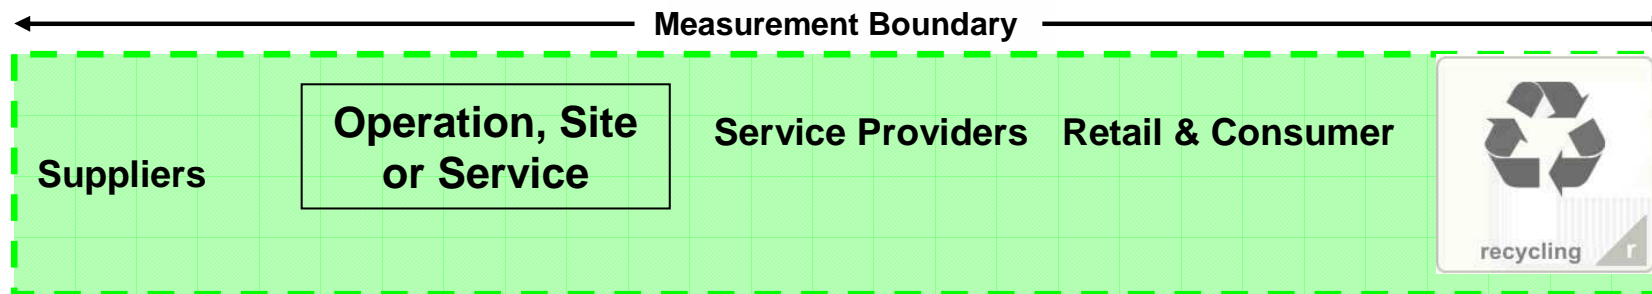 Measurement Boundary
Suppliers
Operation, Site
or Service
Service Providers
Retail & Consumer
recycling
r